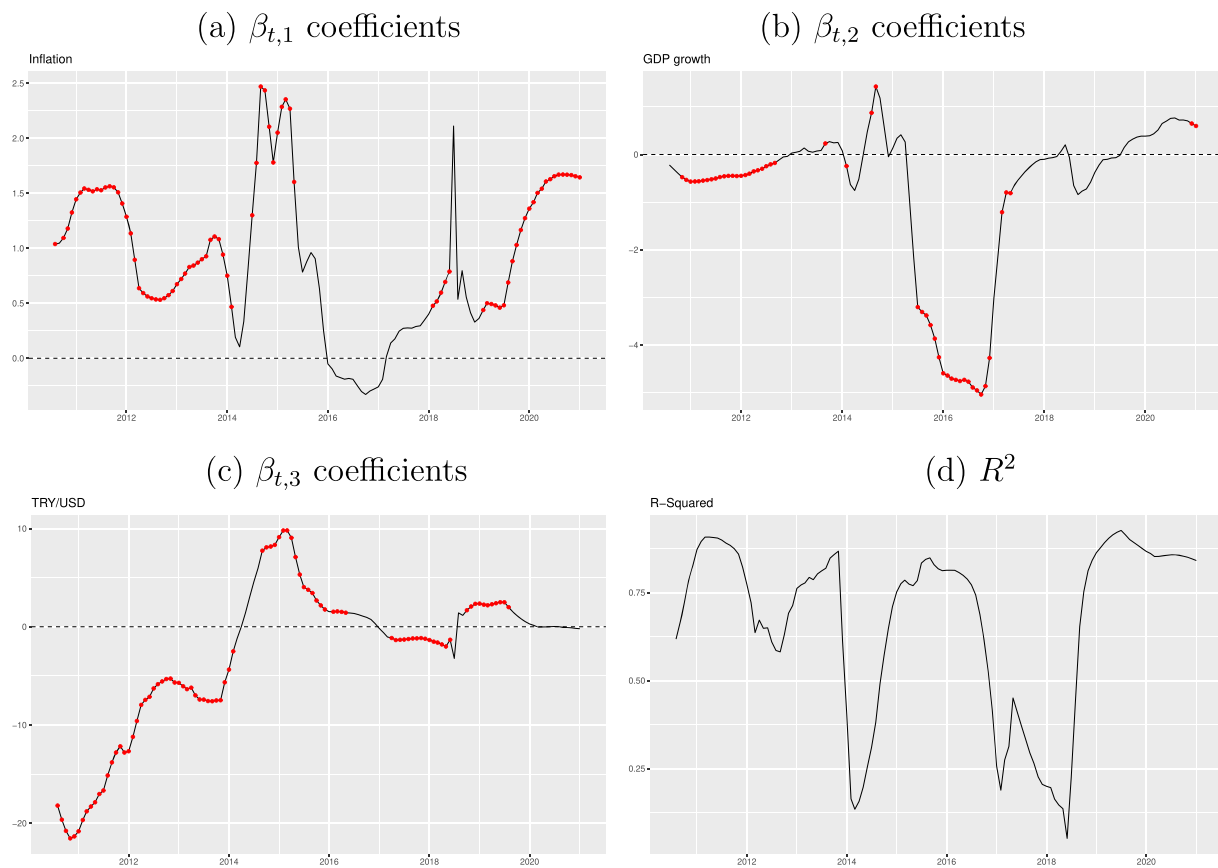 (a) β_{t,1} coefficients
Inflation
2.5
2.0
1.5
1.0
0.5
0.0
2012 2014 2016 2018 2020
(b) β_{t,2} coefficients
GDP growth
0
−2
−4
2012 2014 2016 2018 2020
(c) β_{t,3} coefficients
TRY/USD
10
0
−10
−20
2012 2014 2016 2018 2020
(d) R²
R−Squared
0.75
0.50
0.25
2012 2014 2016 2018 2020